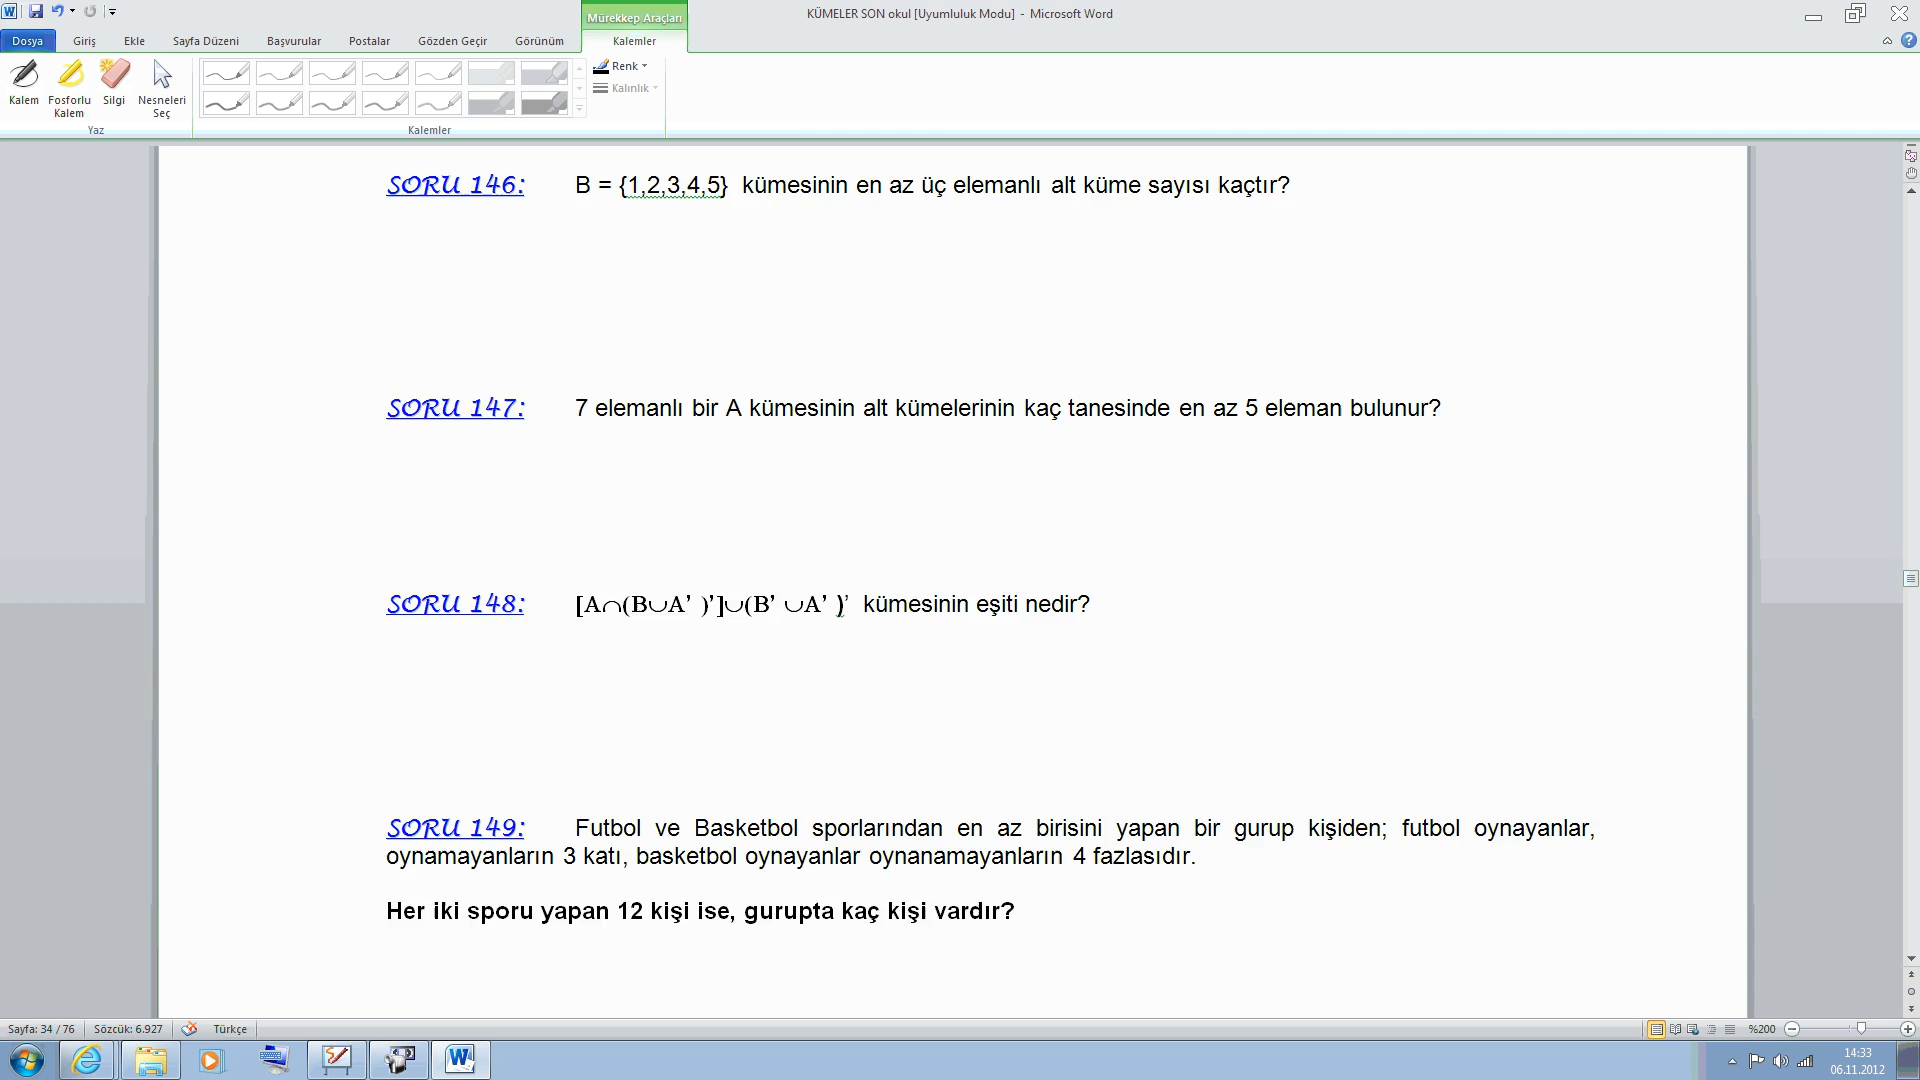 KÜMELER SON okul [Uyumluluk Modu] - Microsoft Word
Mürekkep Araçları
Dosya Giriş Ekle Sayfa Düzeni Başvurular Postalar Gözden Geçir Görünüm Kalemler
Kalem Fosforlu Kalem Silgi Nesneleri Seç
Renk
Kalınlık
Yaz Kalemler
SORU 146: B = {1,2,3,4,5} kümesinin en az üç elemanlı alt küme sayısı kaçtır?
SORU 147: 7 elemanlı bir A kümesinin alt kümelerinin kaç tanesinde en az 5 eleman bulunur?
SORU 148: [A∩(B∪A’ )’]∪(B’ ∪A’ )’ kümesinin eşiti nedir?
SORU 149: Futbol ve Basketbol sporlarından en az birisini yapan bir gurup kişiden; futbol oynayanlar,
oynamayanların 3 katı, basketbol oynayanlar oynanamayanların 4 fazlasıdır.
Her iki sporu yapan 12 kişi ise, gurupta kaç kişi vardır?
Sayfa: 34 / 76 Sözcük: 6.927 Türkçe %200
14:33
06.11.2012